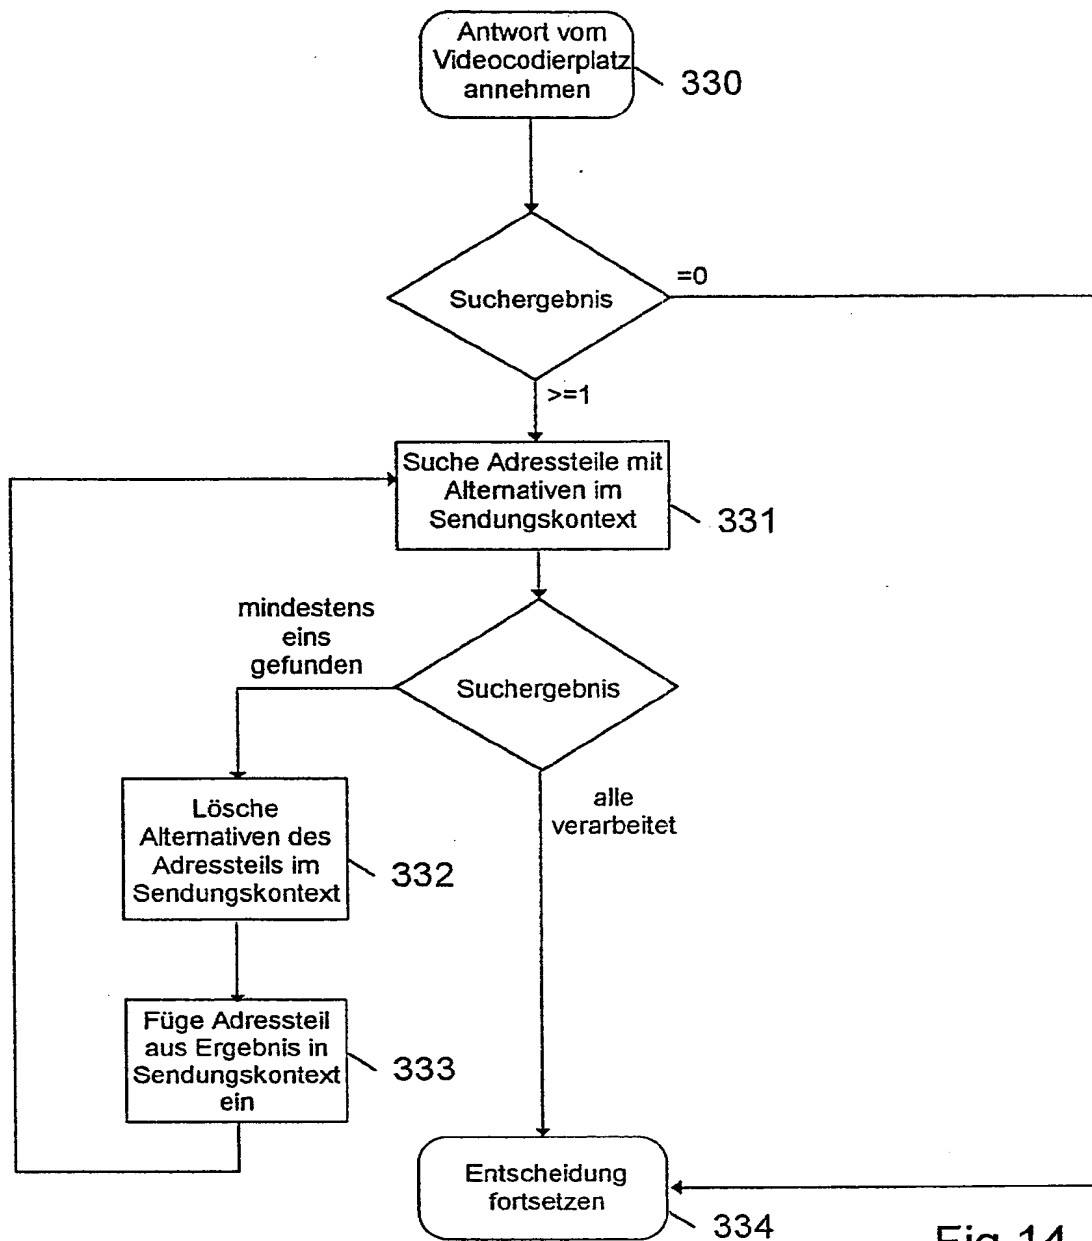 Antwort vom
Videocodierplatz
annehmen
330
Suchergebnis
=0
>=1
Suche Adressteile mit
Alternativen im
Sendungskontext
331
mindestens
eins
gefunden
Suchergebnis
alle
verarbeitet
Lösche
Alternativen des
Adressteils im
Sendungskontext
332
Füge Adressteil
aus Ergebnis in
Sendungskontext
ein
333
Entscheidung
fortsetzen
334
Fig 14